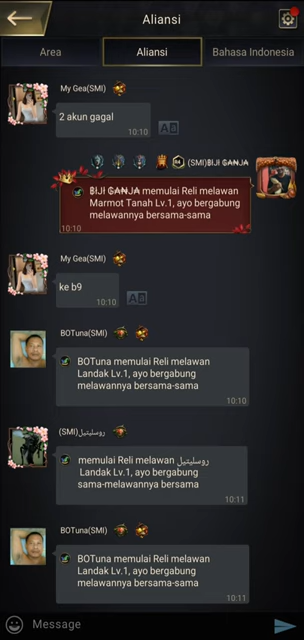 Aliansi
Area
Aliansi
Bahasa Indonesia
My Gea(SMI)
2 akun gagal
10:10
(SMI)฿IJI ₲₳₦J₳
฿IJI ₲₳₦J₳ memulai Reli melawan
Marmot Tanah Lv.1, ayo bergabung
melawannya bersama-sama
10:10
My Gea(SMI)
ke b9
10:10
BOTuna(SMI)
BOTuna memulai Reli melawan
Landak Lv.1, ayo bergabung
melawannya bersama-sama
10:10
(SMI)روسليتيل
memulai Reli melawan روسليتيل
Landak Lv.1, ayo bergabung
sama-melawannya bersama
10:11
BOTuna(SMI)
BOTuna memulai Reli melawan
Landak Lv.1, ayo bergabung
melawannya bersama-sama
10:11
Message